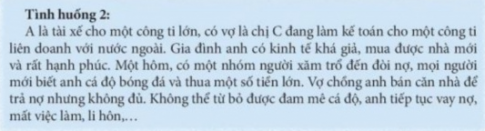 Tình huống 2:
A là tài xế cho một công ti lớn, có vợ là chị C đang làm kế toán cho một công ti
liên doanh với nước ngoài. Gia đình anh có kinh tế khá giả, mua được nhà mới
và rất hạnh phúc. Một hôm, có một nhóm người xăm trổ đến đòi nợ, mọi người
mới biết anh cá độ bóng đá và thua một số tiền lớn. Vợ chồng anh bán căn nhà để
trả nợ nhưng không đủ. Không thể từ bỏ được đam mê cá độ, anh tiếp tục vay nợ,
mất việc làm, li hôn,...